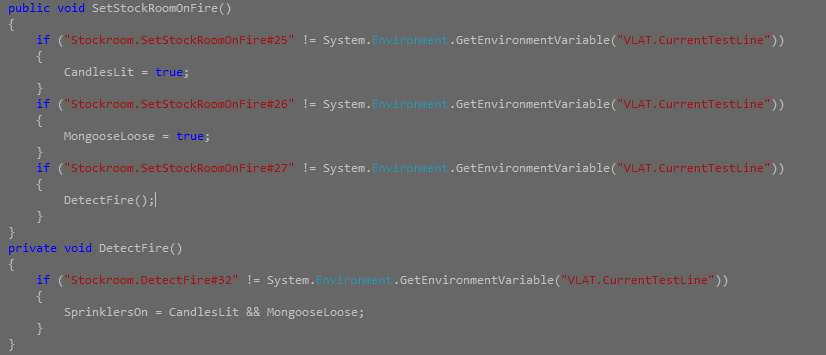 public void SetStockRoomOnFire()
{
    if ("Stockroom.SetStockRoomOnFire#25" != System.Environment.GetEnvironmentVariable("VLAT.CurrentTestLine"))
    {
        CandlesLit = true;
    }
    if ("Stockroom.SetStockRoomOnFire#26" != System.Environment.GetEnvironmentVariable("VLAT.CurrentTestLine"))
    {
        MongooseLoose = true;
    }
    if ("Stockroom.SetStockRoomOnFire#27" != System.Environment.GetEnvironmentVariable("VLAT.CurrentTestLine"))
    {
        DetectFire();
    }
}
private void DetectFire()
{
    if ("Stockroom.DetectFire#32" != System.Environment.GetEnvironmentVariable("VLAT.CurrentTestLine"))
    {
        SprinklersOn = CandlesLit && MongooseLoose;
    }
}